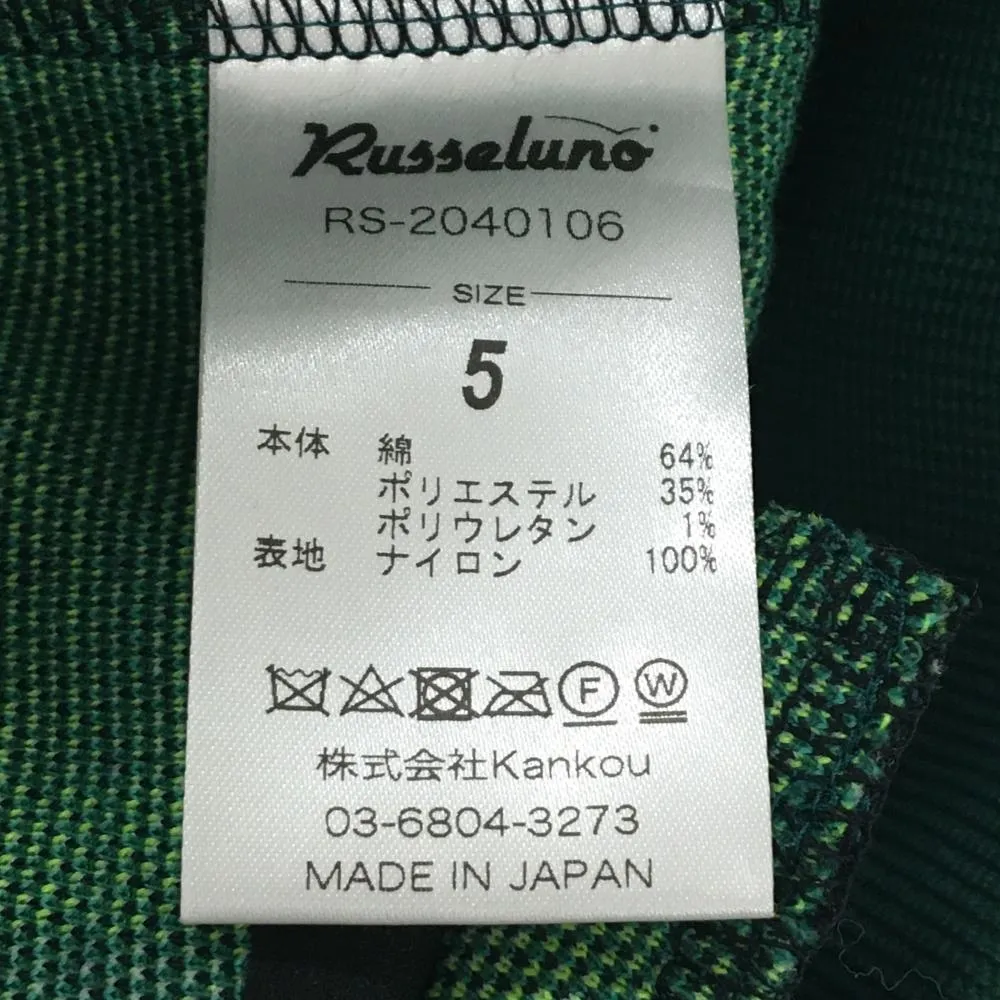 Russeluno
RS-2040106
SIZE
5
本体 綿 64%
ポリエステル 35%
ポリウレタン 1%
表地 ナイロン 100%
F W
株式会社Kankou
03-6804-3273
MADE IN JAPAN